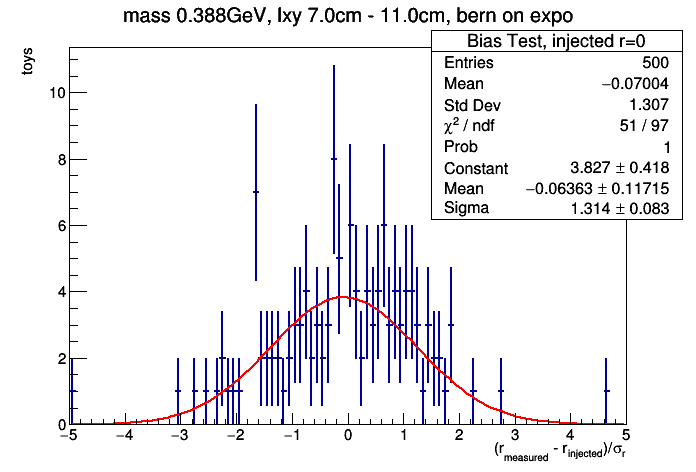 mass 0.388GeV, lxy 7.0cm - 11.0cm, bern on expo
toys
Bias Test, injected r=0
Entries 500
Mean −0.07004
Std Dev 1.307
χ² / ndf 51 / 97
Prob 1
Constant 3.827 ± 0.418
Mean −0.06363 ± 0.11715
Sigma 1.314 ± 0.083
10
8
6
4
2
0
−5 −4 −3 −2 −1 0 1 2 3 4 5
(r_measured - r_injected)/σ_r